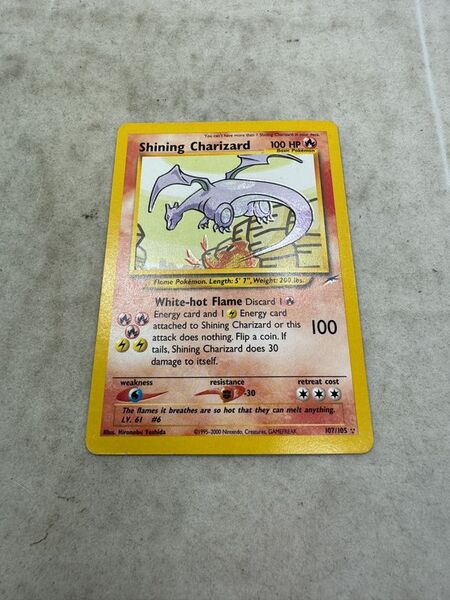 You can't have more than 1 Shining Charizard in your deck.
Shining Charizard 100 HP
Basic Pokémon
Flame Pokémon. Length: 5' 7", Weight: 200 lbs.
White-hot Flame Discard 1
Energy card and 1 Energy card
attached to Shining Charizard or this
attack does nothing. Flip a coin. If
tails, Shining Charizard does 30
damage to itself.
100
weakness resistance retreat cost
-30
The flames it breathes are so hot that they can melt anything.
LV. 61 #6
Illus. Hironobu Yoshida ©1995-2000 Nintendo, Creatures, GAMEFREAK. 107/105